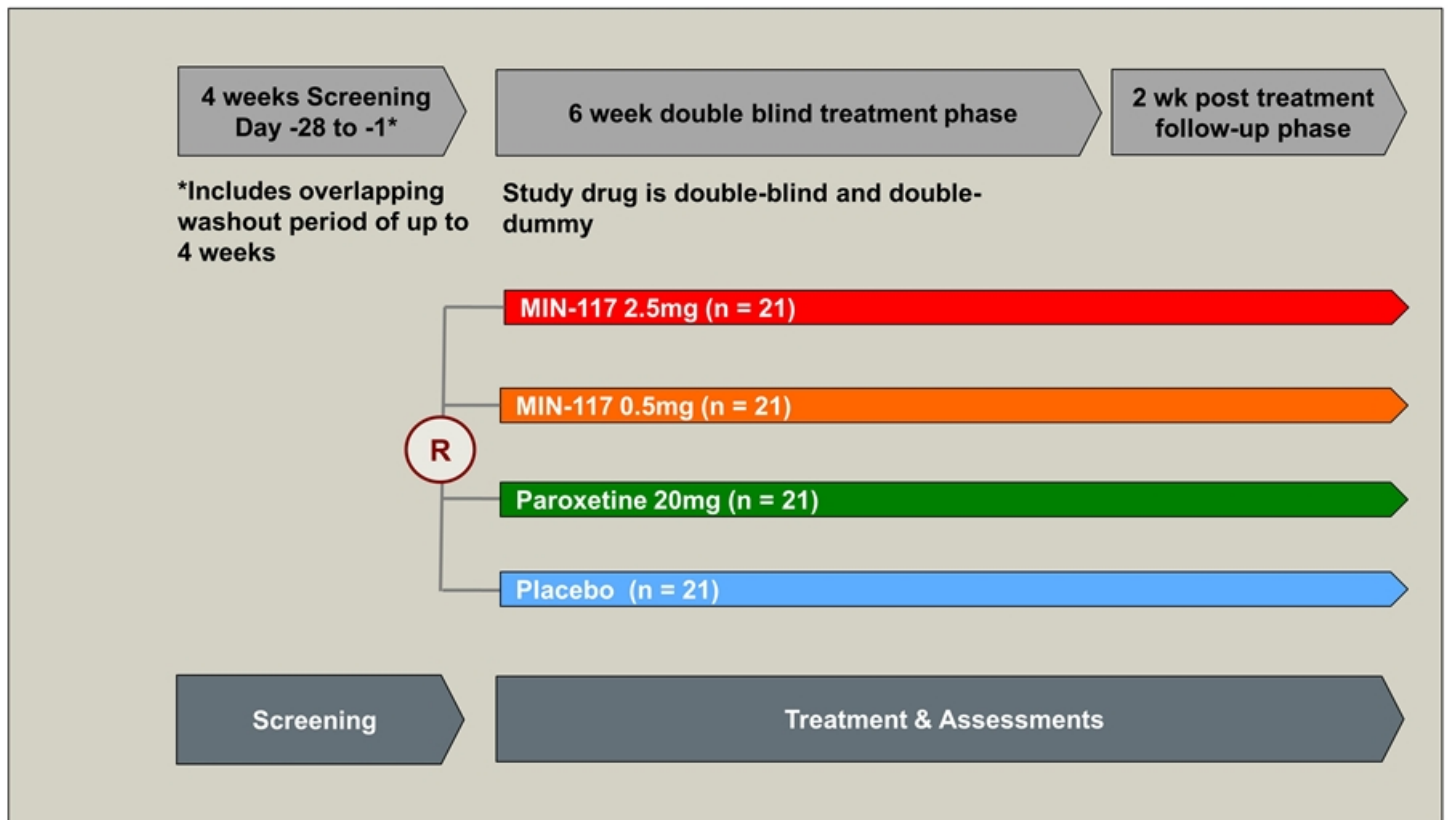 4 weeks Screening
Day -28 to -1*
6 week double blind treatment phase
2 wk post treatment
follow-up phase
*Includes overlapping
washout period of up to
4 weeks
Study drug is double-blind and double-
dummy
MIN-117 2.5mg (n = 21)
MIN-117 0.5mg (n = 21)
R
Paroxetine 20mg (n = 21)
Placebo  (n = 21)
Screening
Treatment & Assessments